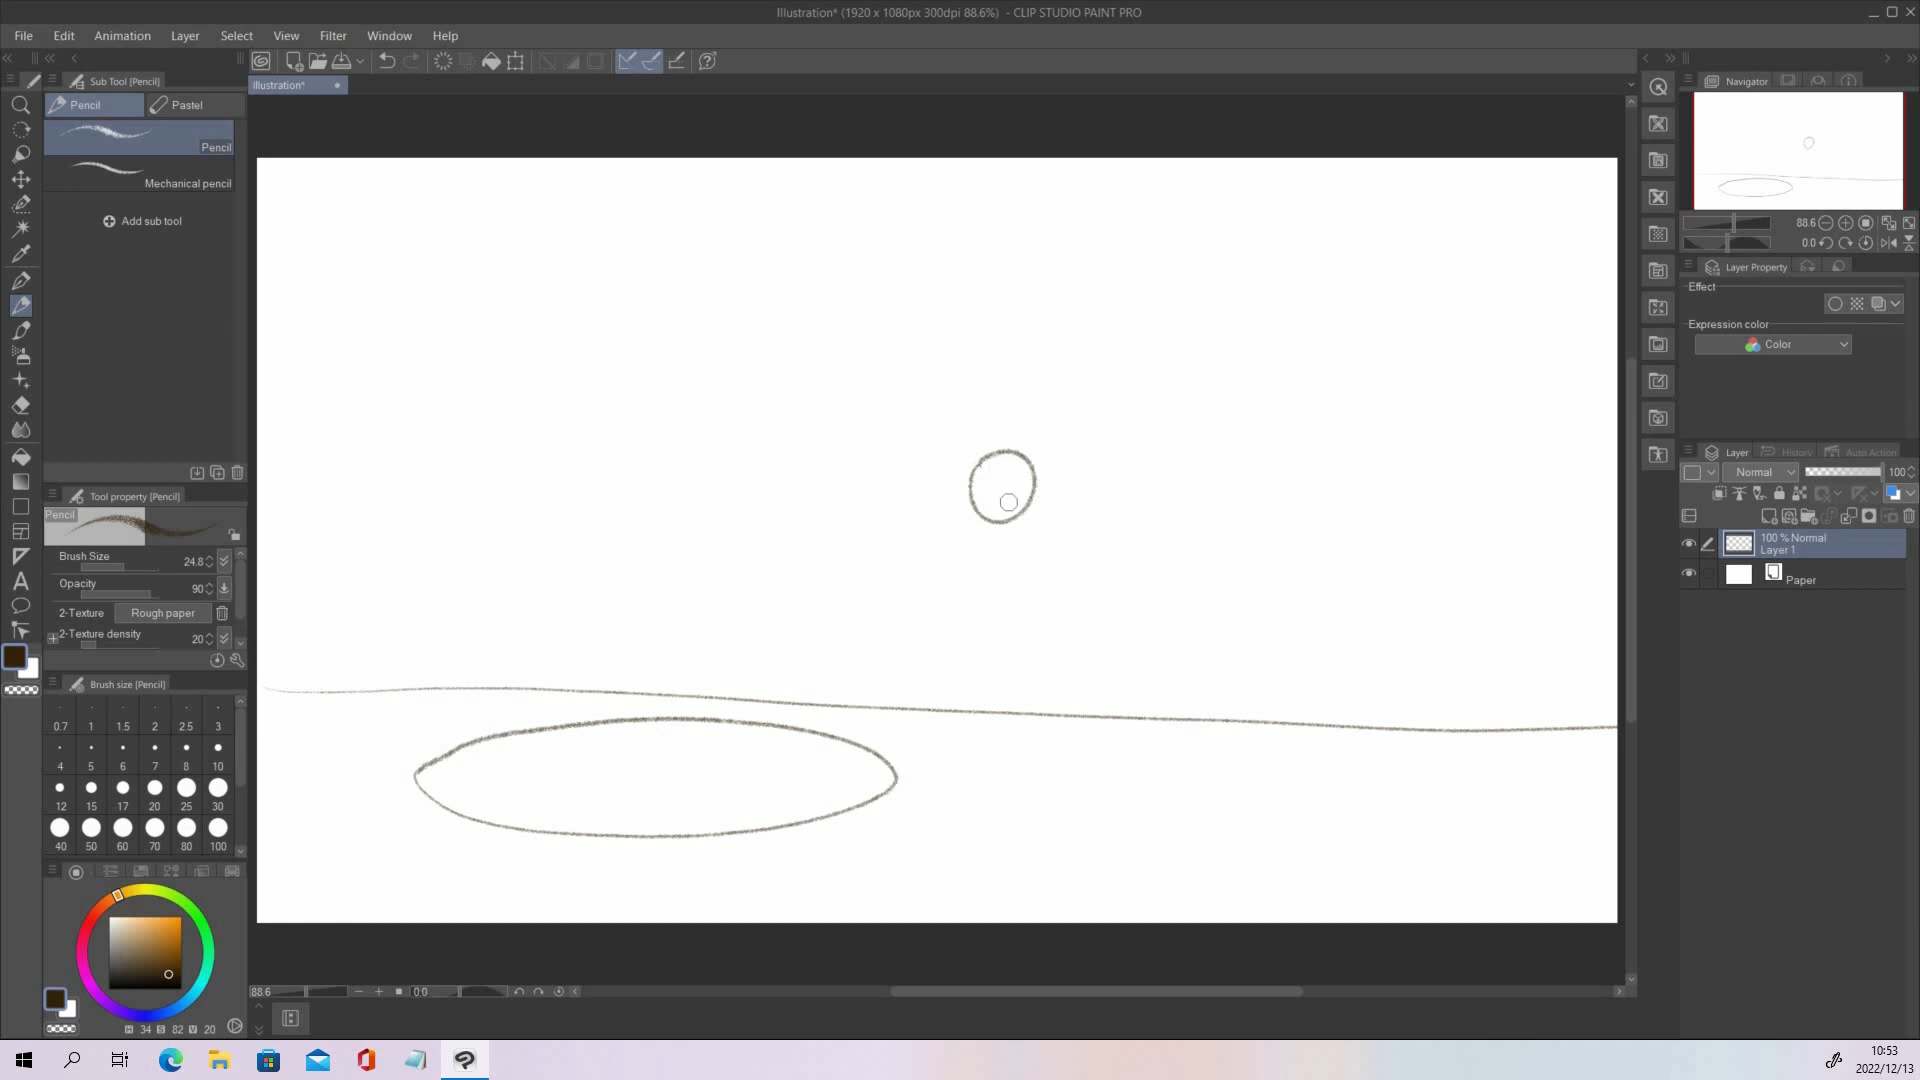 Illustration* (1920 x 1080px 300dpi 88.6%) - CLIP STUDIO PAINT PRO
File Edit Animation Layer Select View Filter Window Help
Sub Tool [Pencil]
Illustration*
Navigator
Pencil Pastel
Pencil
Mechanical pencil
Add sub tool
88.6
0.0
Layer Property
Effect
Expression color
Color
Layer History Auto Action
Normal 100
100 % Normal
Layer 1
Paper
Tool property [Pencil]
Pencil
Brush Size 24.8
Opacity 90
2-Texture Rough paper
2-Texture density 20
Brush size [Pencil]
0.7 1 1.5 2 2.5 3
4 5 6 7 8 10
12 15 17 20 25 30
40 50 60 70 80 100
88.6 0.0
H 34 S 82 V 20
10:53
2022/12/13